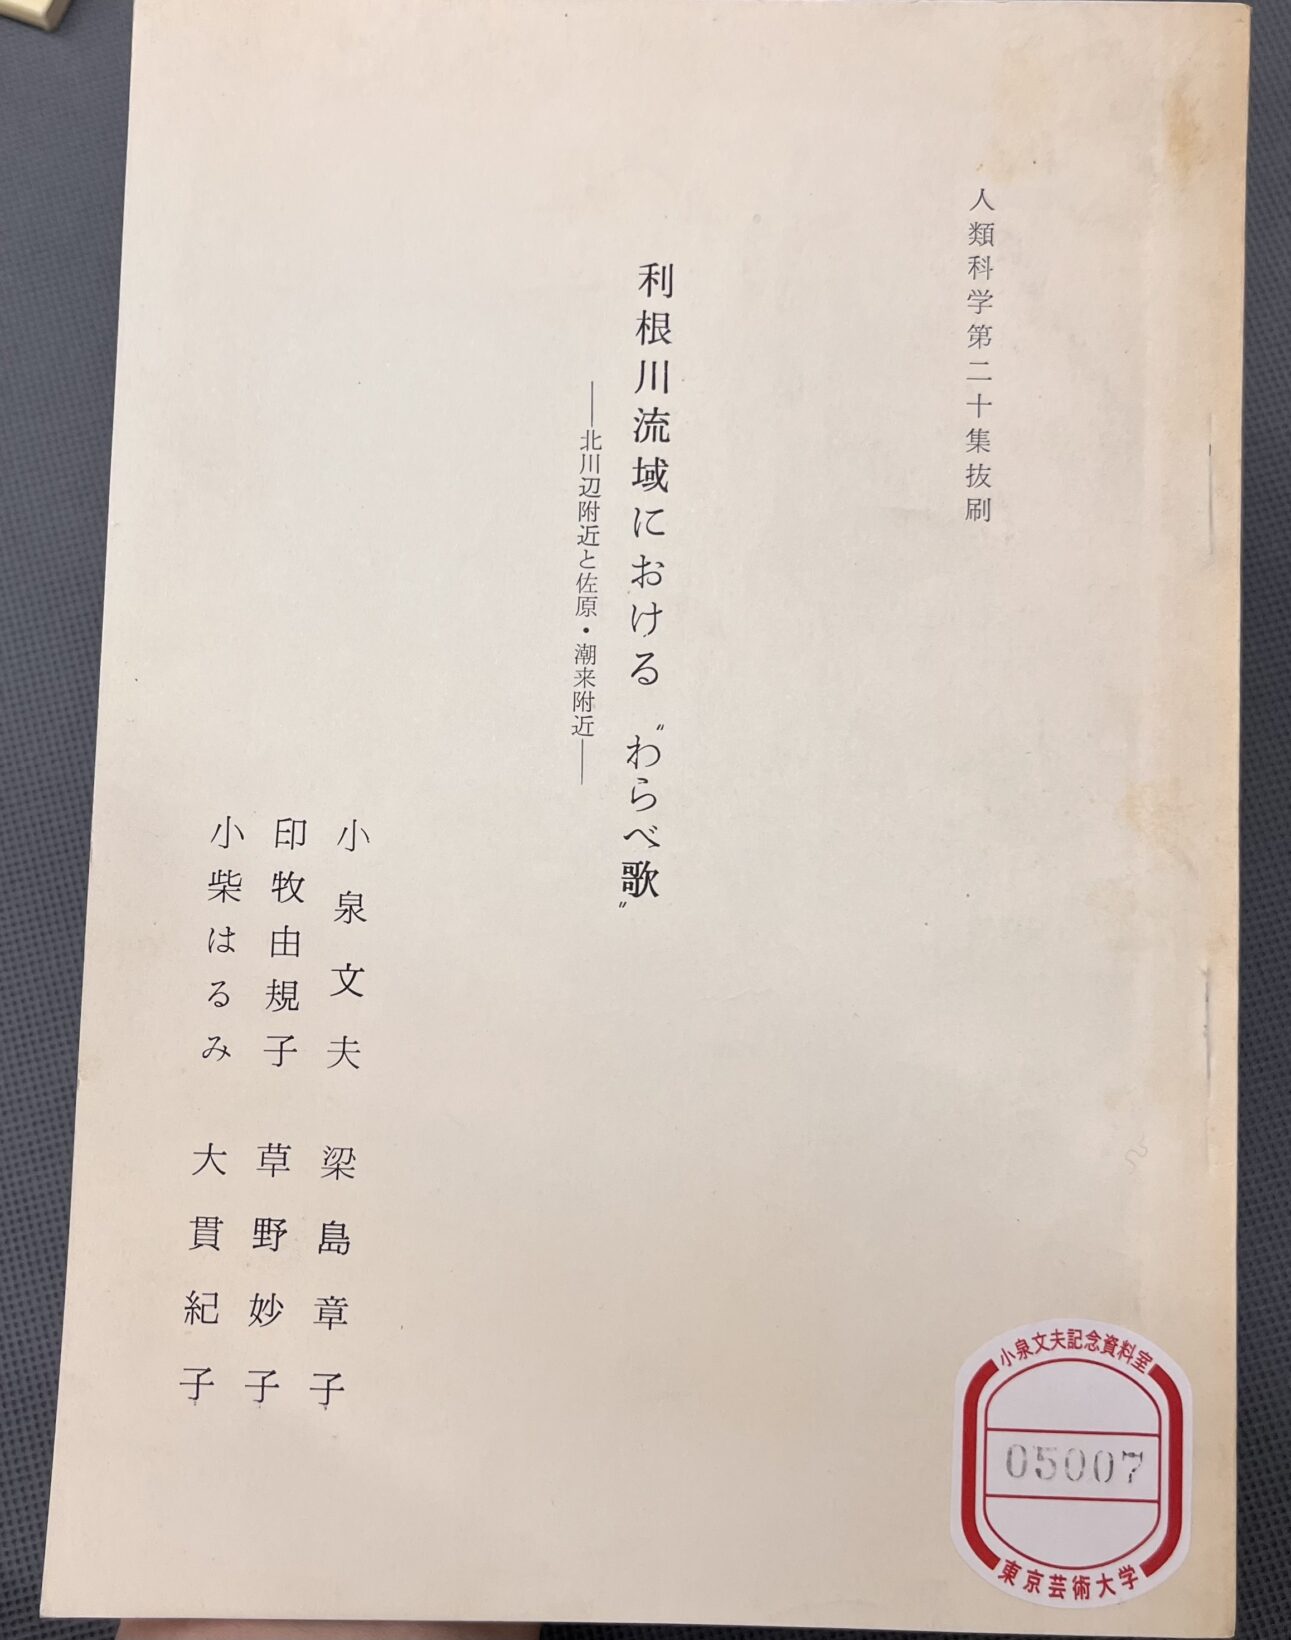 人類科学第二十集抜刷
利根川流域における〝わらべ歌〟
——北川辺附近と佐原・潮来附近——
小泉文夫　梁島章子
印牧由規子　草野妙子
小柴はるみ　大貫紀子
小泉文夫記念資料室
05007
東京芸術大学